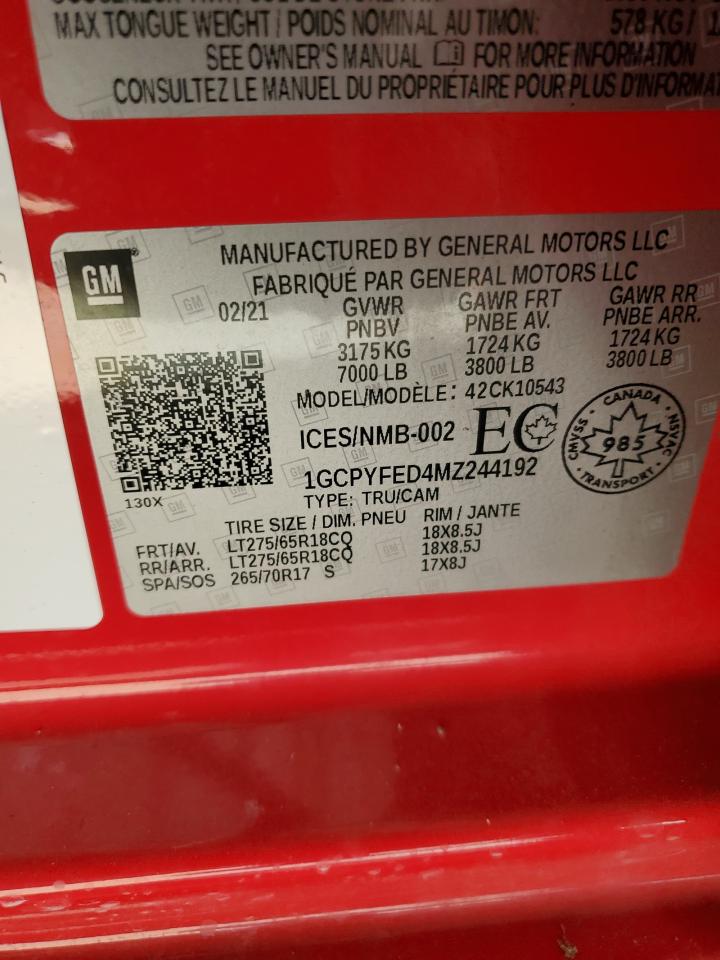 MAX TONGUE WEIGHT / POIDS NOMINAL AU TIMON: 578 KG /
SEE OWNER'S MANUAL FOR MORE INFORMATION
CONSULTEZ LE MANUEL DU PROPRIÉTAIRE POUR PLUS D'INFORMA
GM
MANUFACTURED BY GENERAL MOTORS LLC
FABRIQUÉ PAR GENERAL MOTORS LLC
02/21 GVWR GAWR FRT GAWR RR
PNBV PNBE AV. PNBE ARR.
3175 KG 1724 KG 1724 KG
7000 LB 3800 LB 3800 LB
MODEL/MODÈLE: 42CK10543
ICES/NMB-002 EC
CANADA
985
SSVNC
NSVAC
TRANSPORT
1GCPYFED4MZ244192
130X
TYPE: TRU/CAM
TIRE SIZE / DIM. PNEU RIM / JANTE
FRT/AV. LT275/65R18CQ 18X8.5J
RR/ARR. LT275/65R18CQ 18X8.5J
SPA/SOS 265/70R17 S 17X8J